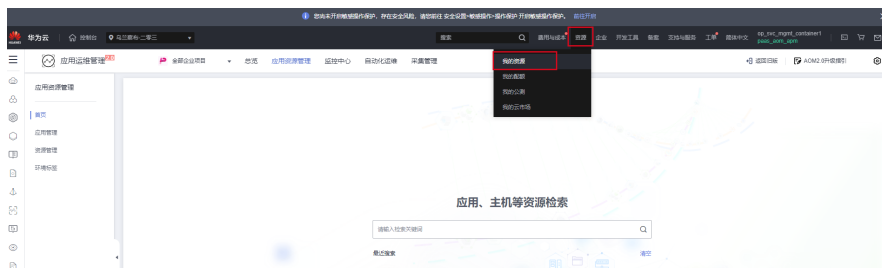 您尚未开启敏感操作保护，存在安全风险，请您前往 安全设置>敏感操作>操作保护 开启敏感操作保护。 前往开启
华为云 控制台 乌兰察布-二零三 搜索 费用与成本 资源 企业 开发工具 备案 支持与服务 工单 简体中文 op_svc_mgmt_container1
paas_aom_apm
应用运维管理 全部企业项目 总览 应用资源管理 监控中心 自动化运维 采集管理 返回旧版 AOM2.0升级指引
我的资源
我的配额
我的公测
我的云市场
应用资源管理
首页
应用管理
资源管理
环境标签
应用、主机等资源检索
请输入检索关键词
最近搜索 清空